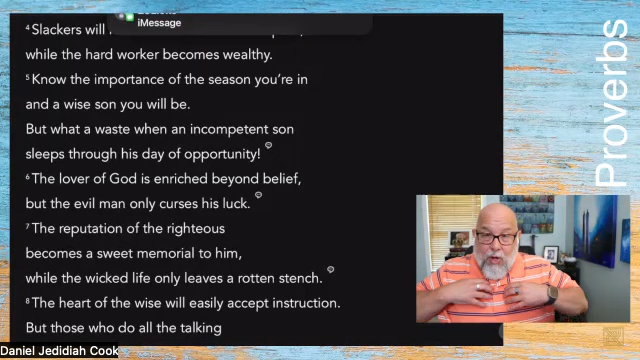 iMessage
⁴Slackers will
while the hard worker becomes wealthy.
⁵Know the importance of the season you’re in
and a wise son you will be.
But what a waste when an incompetent son
sleeps through his day of opportunity!
⁶The lover of God is enriched beyond belief,
but the evil man only curses his luck.
⁷The reputation of the righteous
becomes a sweet memorial to him,
while the wicked life only leaves a rotten stench.
⁸The heart of the wise will easily accept instruction.
But those who do all the talking
Proverbs
Daniel Jedidiah Cook